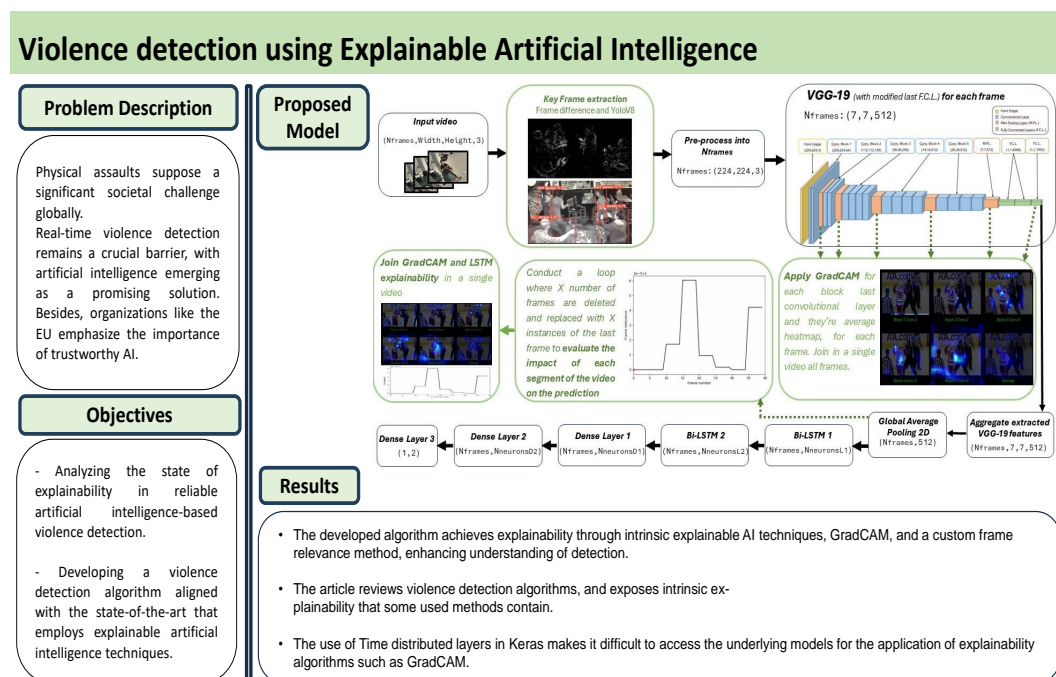 Violence detection using Explainable Artificial Intelligence
Problem Description
Physical assaults suppose a
significant societal challenge
globally.
Real-time violence detection
remains a crucial barrier, with
artificial intelligence emerging
as a promising solution.
Besides, organizations like the
EU emphasize the importance
of trustworthy AI.
Objectives
- Analyzing the state of
explainability in reliable
artificial intelligence-based
violence detection.
- Developing a violence
detection algorithm aligned
with the state-of-the-art that
employs explainable artificial
intelligence techniques.
Proposed
Model
Input video
(Nframes,Width,Height,3)
Key Frame extraction
Frame difference and YoloV8
Pre-process into
Nframes
Nframes:(224,224,3)
VGG-19 (with modified last F.C.L.) for each frame
Nframes:(7,7,512)
Join GradCAM and LSTM
explainability in a single
video
Conduct a loop
where X number of
frames are deleted
and replaced with X
instances of the last
frame to evaluate the
impact of each
segment of the video
on the prediction
Frame relevance
0 5 10 15 20 25 30 35 40
Frame number
Apply GradCAM for
each block last
convolutional layer
and they're average
heatmap, for each
frame. Join in a single
video all frames.
Dense Layer 3
(1,2)
Dense Layer 2
(Nframes,NneuronsD2)
Dense Layer 1
(Nframes,NneuronsD1)
Bi-LSTM 2
(Nframes,NneuronsL2)
Bi-LSTM 1
(Nframes,NneuronsL1)
Global Average
Pooling 2D
(Nframes,512)
Aggregate extracted
VGG-19 features
(Nframes,7,7,512)
Results
• The developed algorithm achieves explainability through intrinsic explainable AI techniques, GradCAM, and a custom frame
relevance method, enhancing understanding of detection.
• The article reviews violence detection algorithms, and exposes intrinsic ex-
plainability that some used methods contain.
• The use of Time distributed layers in Keras makes it difficult to access the underlying models for the application of explainability
algorithms such as GradCAM.